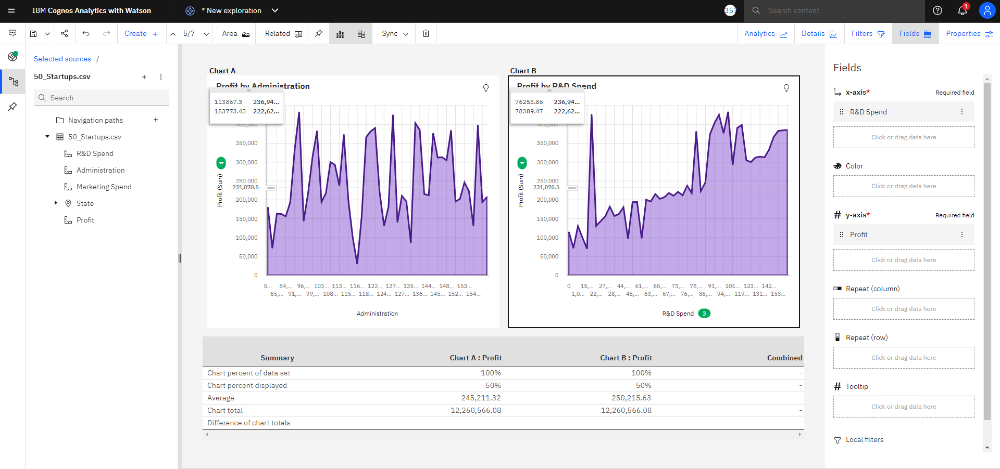 IBM Cognos Analytics with Watson
* New exploration
357
Search content
1
Create +
5/7
Area
Related
Sync
Analytics
Details
Filters
Fields
Properties
Selected sources /
50_Startups.csv
Search
Navigation paths
50_Startups.csv
R&D Spend
Administration
Marketing Spend
State
Profit
Chart A
Profit by Administration
113867.3 236,94...
153773.43 222,62...
400,000
350,000
300,000
250,000
231,070.5
200,000
150,000
100,000
50,000
0
Profit (Sum)
4
5... 84,... 96,... 103... 113... 116... 122... 127... 135... 144... 148... 153...
65,... 91,... 99,... 108... 115... 118... 124... 127... 136... 145... 152... 154...
Administration
Chart B
Profit by R&D Spend
76253.86 236,94...
78389.47 222,62...
400,000
350,000
300,000
250,000
231,070.5
200,000
150,000
100,000
50,000
0
Profit (Sum)
4
0 15,... 27,... 44,... 61,... 65,... 73,... 78,... 91,... 101... 123... 142...
1,0... 22,... 28,... 46,... 63,... 67,... 76,... 86,... 94,... 119... 131... 153...
R&D Spend 3
Summary Chart A : Profit Chart B : Profit Combined
Chart percent of data set 100% 100% -
Chart percent displayed 50% 50% -
Average 245,211.32 250,215.63 -
Chart total 12,260,566.08 12,260,566.08 -
Difference of chart totals -
Fields
x-axis* Required field
R&D Spend
Click or drag data here
Color
Click or drag data here
y-axis* Required field
Profit
Click or drag data here
Repeat (column)
Click or drag data here
Repeat (row)
Click or drag data here
Tooltip
Click or drag data here
Local filters